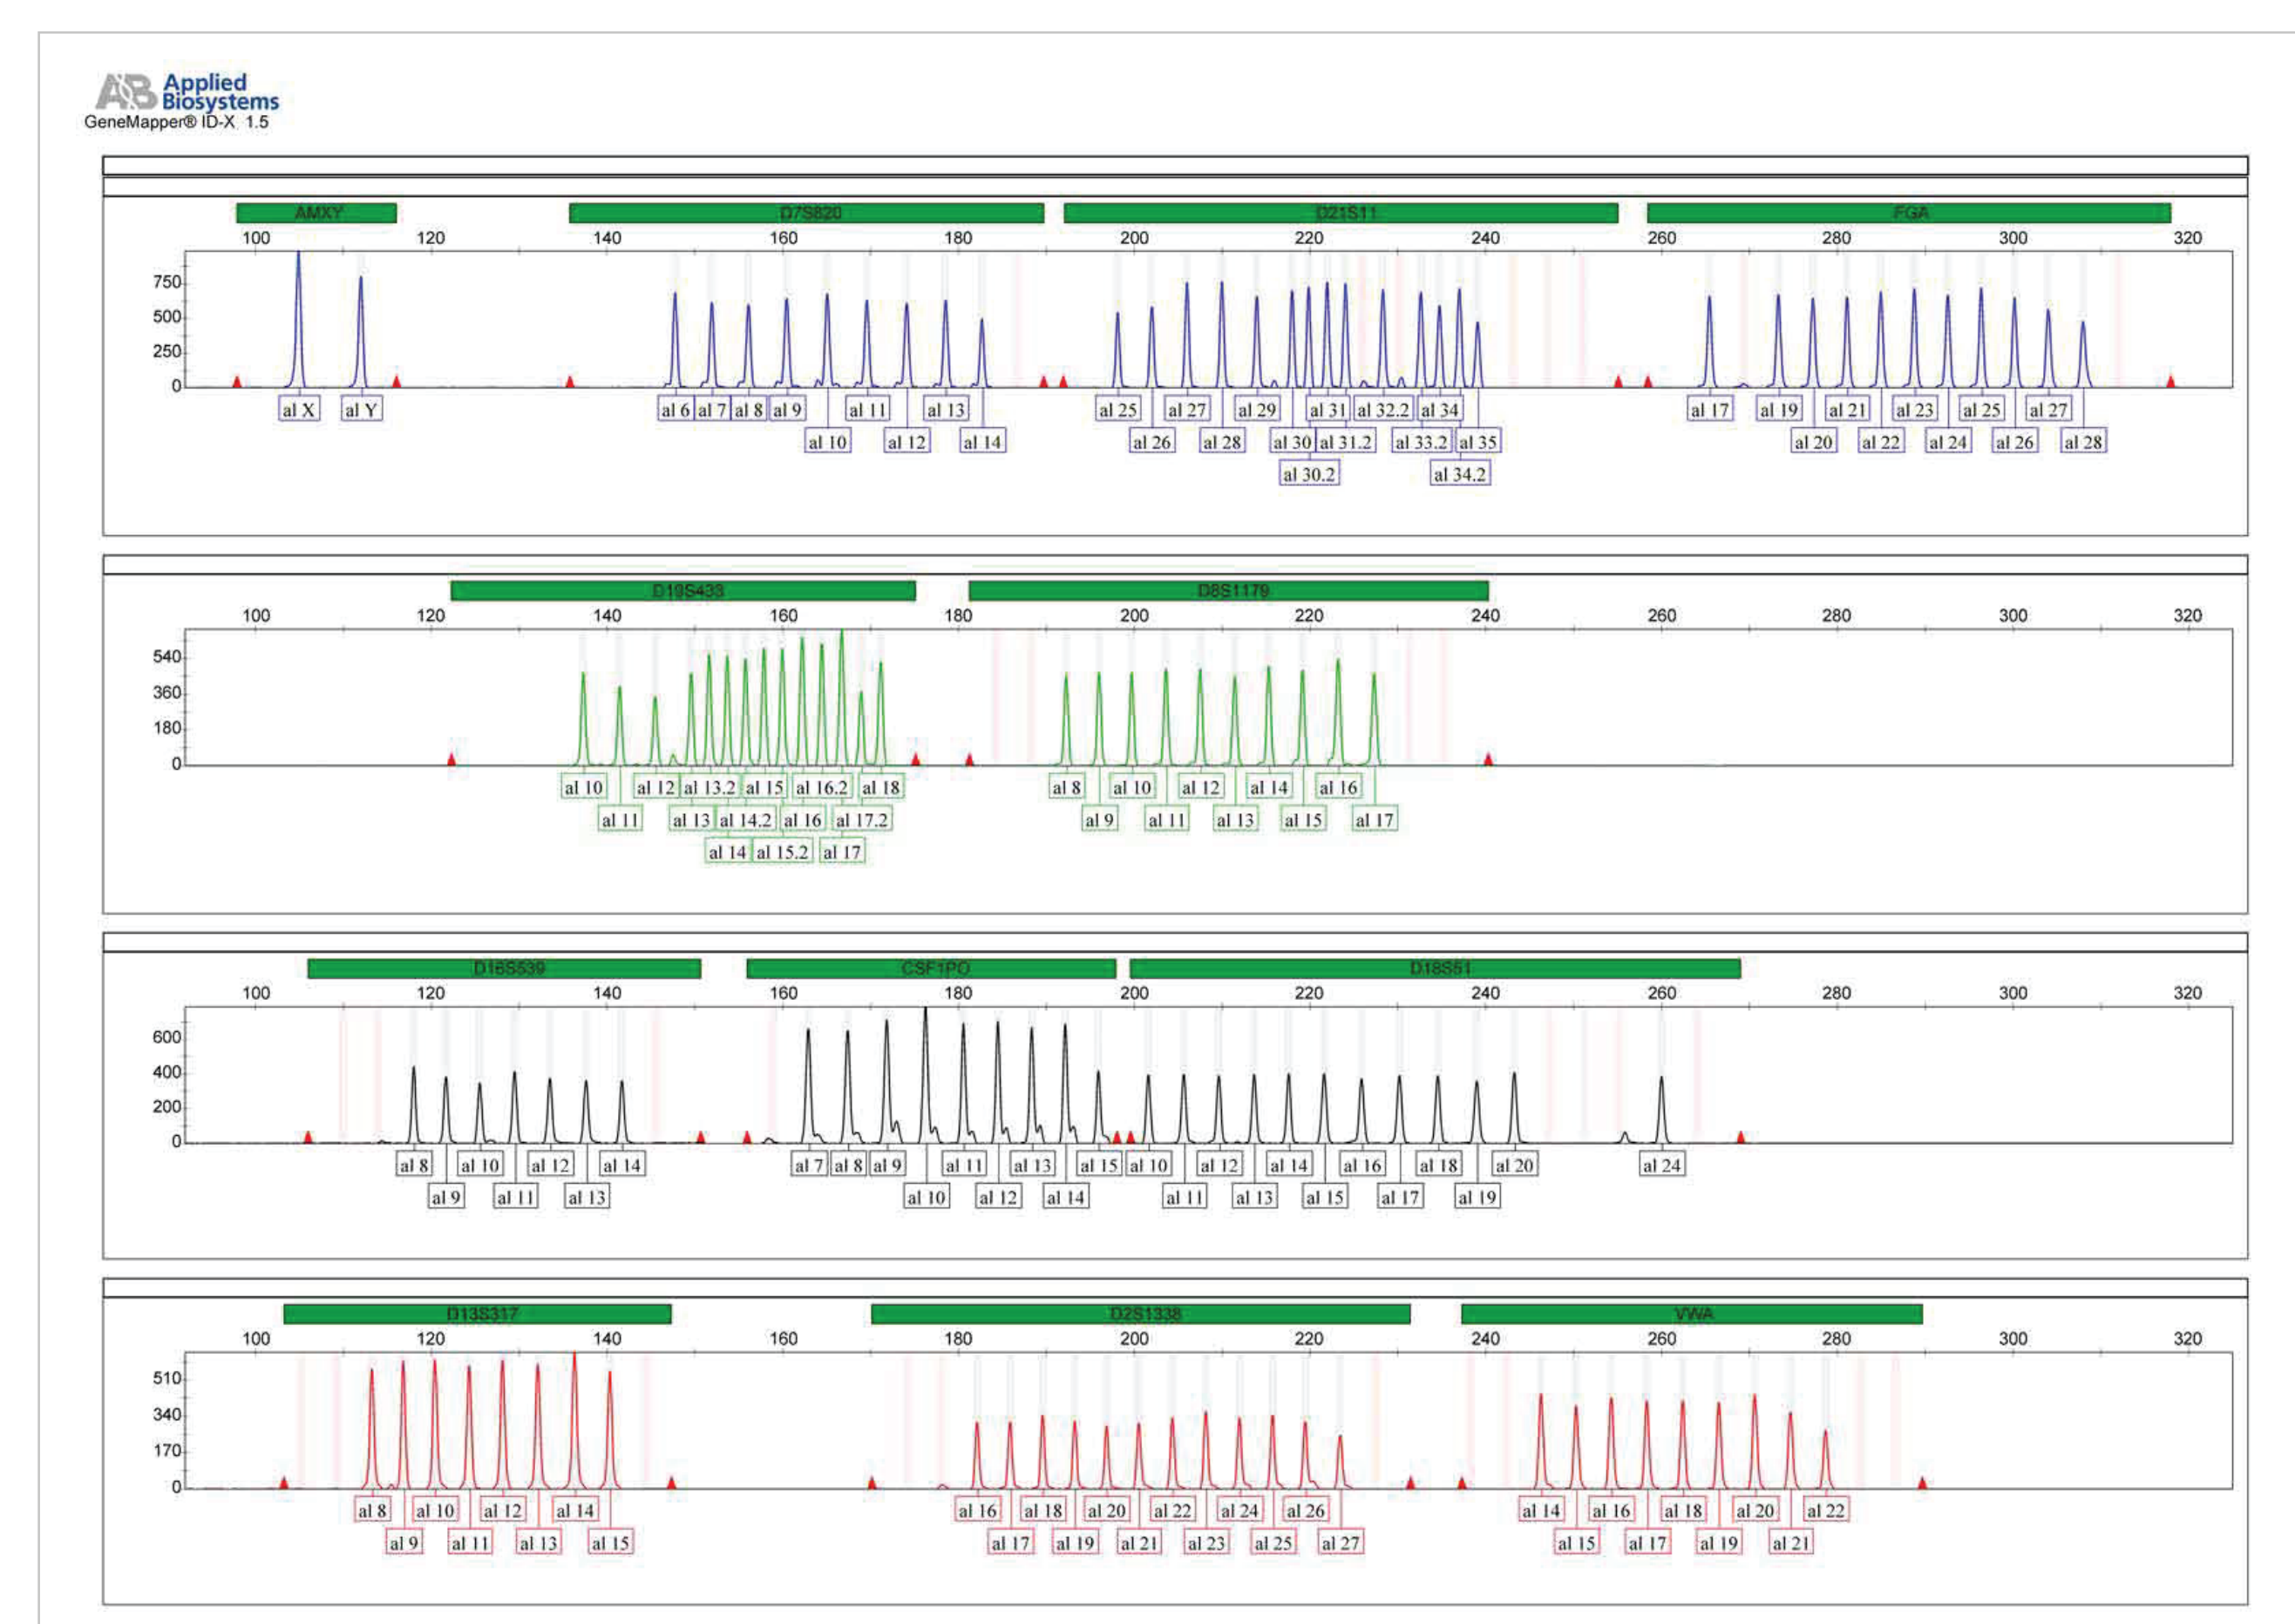 AB Applied
Biosystems
GeneMapper® ID-X 1.5
AMXY D7S820 D21S11 FGA
100 120 140 160 180 200 220 240 260 280 300 320
750
500
250
0
al X al Y al 6 al 7 al 8 al 9 al 11 al 13 al 25 al 27 al 29 al 31 al 32.2 al 34 al 17 al 19 al 21 al 23 al 25 al 27
al 10 al 12 al 14 al 26 al 28 al 30 al 31.2 al 33.2 al 35 al 20 al 22 al 24 al 26 al 28
al 30.2 al 34.2
D19S433 D8S1179
100 120 140 160 180 200 220 240 260 280 300 320
540
360
180
0
al 10 al 12 al 13.2 al 15 al 16.2 al 18 al 8 al 10 al 12 al 14 al 16
al 11 al 13 al 14.2 al 16 al 17.2 al 9 al 11 al 13 al 15 al 17
al 14 al 15.2 al 17
D16S539 CSF1PO D18S51
100 120 140 160 180 200 220 240 260 280 300 320
600
400
200
0
al 8 al 10 al 12 al 14 al 7 al 8 al 9 al 11 al 13 al 15 al 10 al 12 al 14 al 16 al 18 al 20 al 24
al 9 al 11 al 13 al 10 al 12 al 14 al 11 al 13 al 15 al 17 al 19
D13S317 D2S1338 VWA
100 120 140 160 180 200 220 240 260 280 300 320
510
340
170
0
al 8 al 10 al 12 al 14 al 16 al 18 al 20 al 22 al 24 al 26 al 14 al 16 al 18 al 20 al 22
al 9 al 11 al 13 al 15 al 17 al 19 al 21 al 23 al 25 al 27 al 15 al 17 al 19 al 21